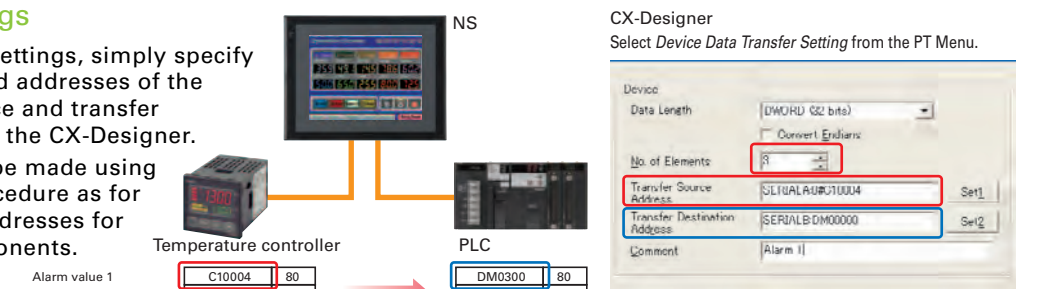 gs
ettings, simply specify
d addresses of the
ce and transfer
the CX-Designer.
be made using
cedure as for
dresses for
onents.
NS
Temperature controller
PLC
Alarm value 1
C10004 80
DM0300 80
CX-Designer
Select Device Data Transfer Setting from the PT Menu.
Device
Data Length DWORD (32 bits)
Convert Endians
No. of Elements 3
Transfer Source
Address Set1
Transfer Destination SERIALB:DM00000 Set2
Address
Comment Alarm 1